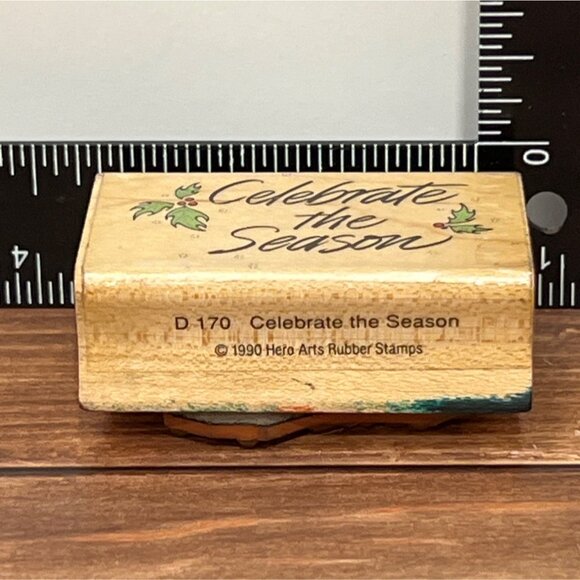 4
0
1
Celebrate
the
Season
D 170 Celebrate the Season
© 1990 Hero Arts Rubber Stamps